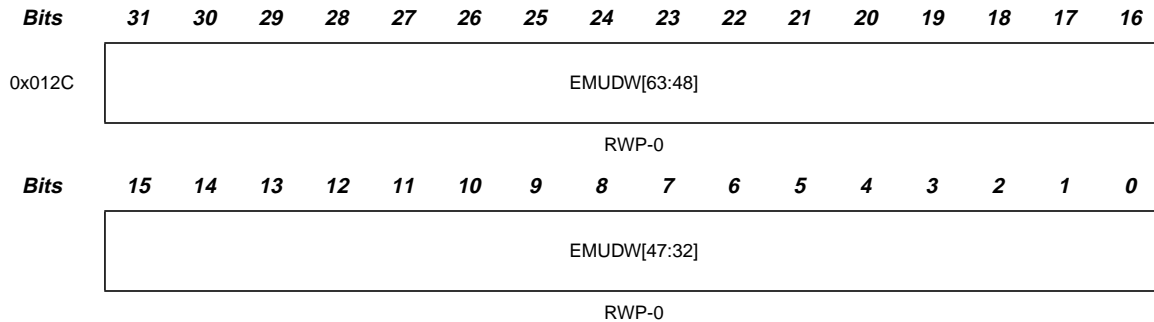 Bits 31 30 29 28 27 26 25 24 23 22 21 20 19 18 17 16
0x012C EMUDW[63:48]
RWP-0
Bits 15 14 13 12 11 10 9 8 7 6 5 4 3 2 1 0
EMUDW[47:32]
RWP-0